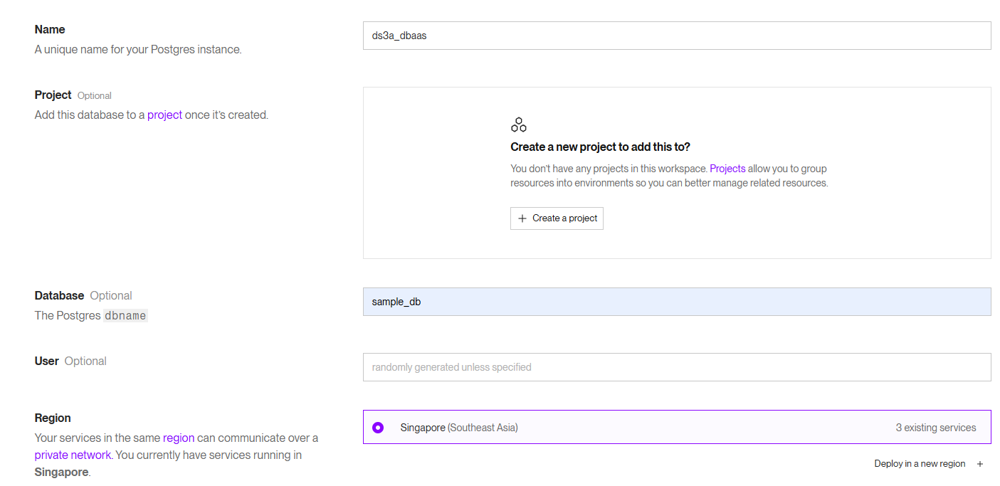 Name
A unique name for your Postgres instance.
ds3a_dbaas
Project Optional
Add this database to a project once it's created.
Create a new project to add this to?
You don't have any projects in this workspace. Projects allow you to group
resources into environments so you can better manage related resources.
+ Create a project
Database Optional
The Postgres dbname
sample_db
User Optional
randomly generated unless specified
Region
Your services in the same region can communicate over a
private network. You currently have services running in
Singapore.
Singapore (Southeast Asia) 3 existing services
Deploy in a new region +